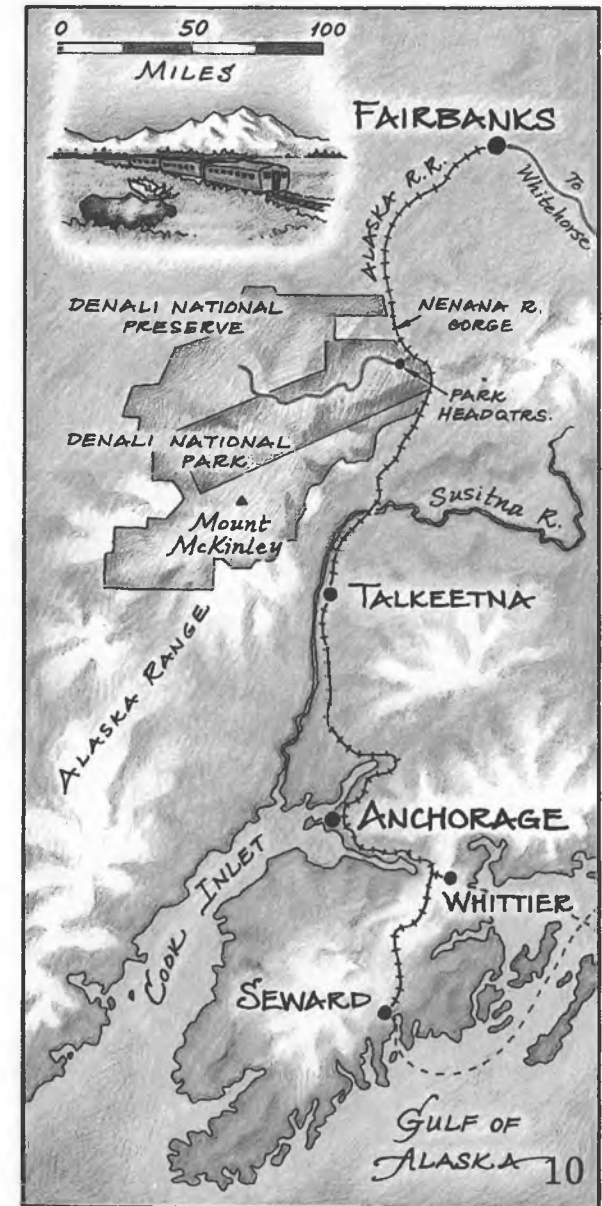 0 50 100
MILES
FAIRBANKS
To
Whitehorse
ALASKA R.R.
DENALI NATIONAL
PRESERVE
NENANA R.
GORGE
PARK
HEADQTRS.
DENALI NATIONAL
PARK
Susitna R.
Mount
McKinley
TALKEETNA
ALASKA RANGE
ANCHORAGE
COOK INLET
WHITTIER
SEWARD
GULF OF
ALASKA
10